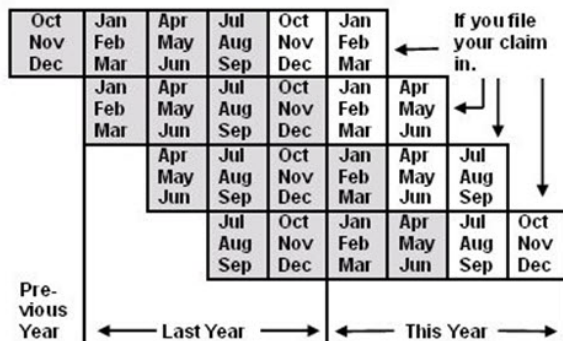 Oct Jan Apr Jul Oct Jan
Nov Feb May Aug Nov Feb
Dec Mar Jun Sep Dec Mar
If you file
your claim
in.
Jan Apr Jul Oct Jan Apr
Feb May Aug Nov Feb May
Mar Jun Sep Dec Mar Jun
Apr Jul Oct Jan Apr Jul
May Aug Nov Feb May Aug
Jun Sep Dec Mar Jun Sep
Jul Oct Jan Apr Jul Oct
Aug Nov Feb May Aug Nov
Sep Dec Mar Jun Sep Dec
Pre-
vious
Year
Last Year
This Year